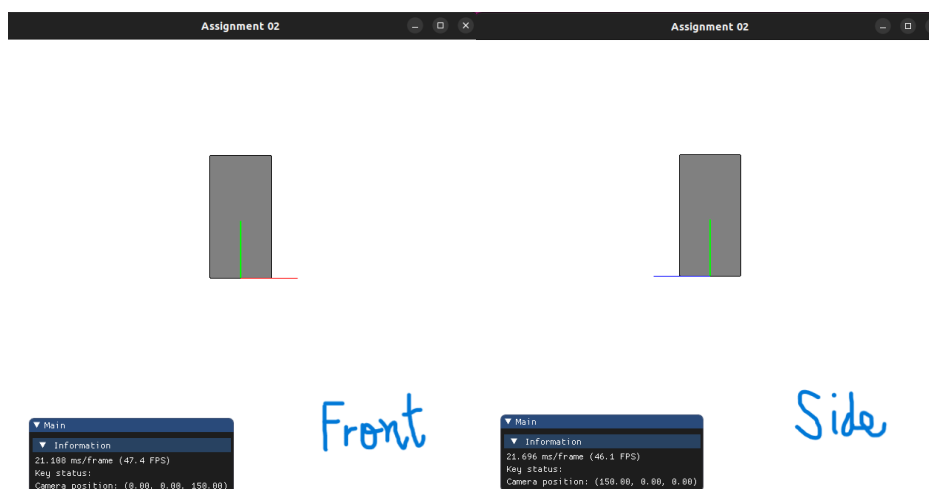 Assignment 02
Assignment 02
Front
Side
▼ Main
▼ Information
21.108 ms/frame (47.4 FPS)
Key status:
Camera position: (0.00, 0.00, 150.00)
▼ Main
▼ Information
21.696 ms/frame (46.1 FPS)
Key status:
Camera position: (150.00, 0.00, 0.00)